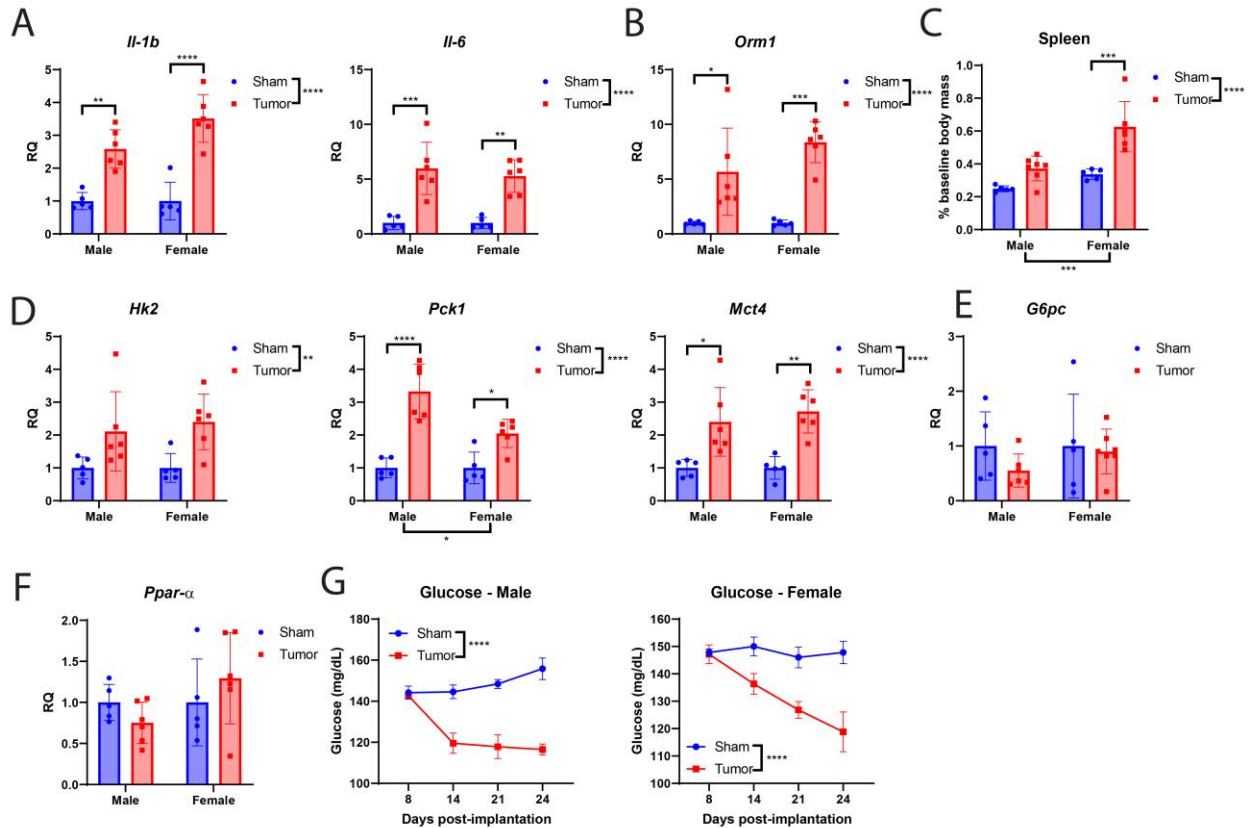 A
Il-1b
RQ
5
4
3
2
1
0
**
****
Sham
Tumor
****
Male
Female
Il-6
RQ
15
10
5
0
***
**
Sham
Tumor
****
Male
Female
B
Orm1
RQ
15
10
5
0
*
***
Sham
Tumor
****
Male
Female
C
Spleen
% baseline body mass
1.0
0.8
0.6
0.4
0.2
0.0
***
Sham
Tumor
****
Male
Female
***
D
Hk2
RQ
5
4
3
2
1
0
Sham
Tumor
**
Male
Female
Pck1
RQ
5
4
3
2
1
0
****
*
Sham
Tumor
****
Male
Female
*
Mct4
RQ
5
4
3
2
1
0
*
**
Sham
Tumor
****
Male
Female
E
G6pc
RQ
3
2
1
0
Sham
Tumor
Male
Female
F
Ppar-α
RQ
2.0
1.5
1.0
0.5
0.0
Sham
Tumor
Male
Female
G
Glucose - Male
Glucose (mg/dL)
180
160
140
120
100
Sham
Tumor
****
8
14
21
24
Days post-implantation
Glucose - Female
Glucose (mg/dL)
160
150
140
130
120
110
100
Sham
Tumor
****
8
14
21
24
Days post-implantation